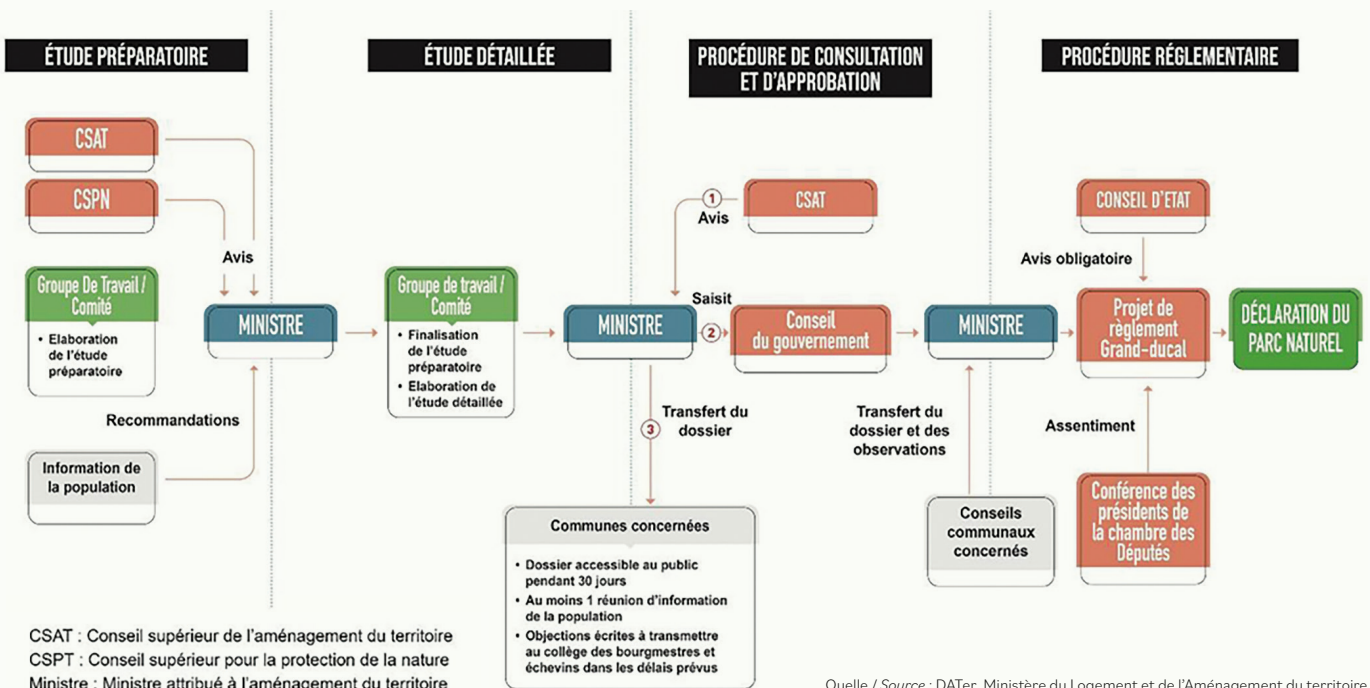 ÉTUDE PRÉPARATOIRE
ÉTUDE DÉTAILLÉE
PROCÉDURE DE CONSULTATION
ET D'APPROBATION
PROCÉDURE RÉGLEMENTAIRE
CSAT
CSPN
Avis
Groupe De Travail /
Comité
• Elaboration
de l'étude
préparatoire
MINISTRE
Recommandations
Information de
la population
Groupe de travail /
Comité
• Finalisation
de l'étude
préparatoire
• Elaboration de
l'étude détaillée
MINISTRE
1
Avis
CSAT
Saisit
2
Conseil
du gouvernement
3
Transfert du
dossier
Communes concernées
• Dossier accessible au public
pendant 30 jours
• Au moins 1 réunion d'information
de la population
• Objections écrites à transmettre
au collège des bourgmestres et
échevins dans les délais prévus
MINISTRE
Transfert du
dossier et des
observations
Conseils
communaux
concernés
CONSEIL D'ETAT
Avis obligatoire
Projet de
règlement
Grand-ducal
DÉCLARATION DU
PARC NATUREL
Assentiment
Conférence des
présidents de
la chambre des
Députés
CSAT : Conseil supérieur de l'aménagement du territoire
CSPT : Conseil supérieur pour la protection de la nature
Ministre : Ministre attribué à l'aménagement du territoire
Quelle / Source : DATer, Ministère du Logement et de l'Aménagement du territoire